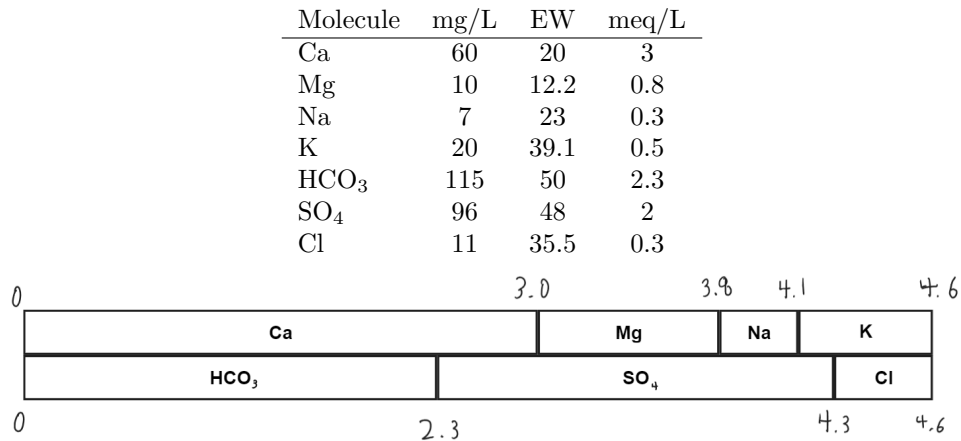 Molecule mg/L EW meq/L
Ca 60 20 3
Mg 10 12.2 0.8
Na 7 23 0.3
K 20 39.1 0.5
HCO₃ 115 50 2.3
SO₄ 96 48 2
Cl 11 35.5 0.3
0 3.0 3.8 4.1 4.6
Ca Mg Na K
HCO₃ SO₄ Cl
0 2.3 4.3 4.6